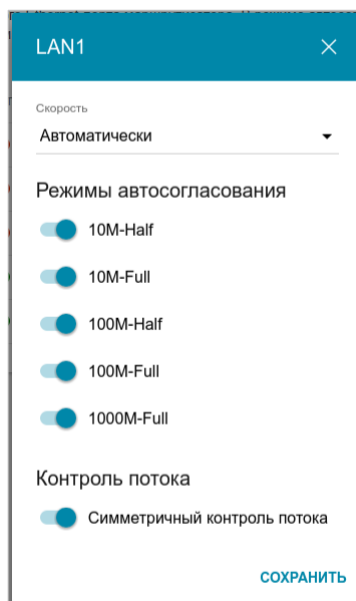 LAN1
Скорость
Автоматически
Режимы автосогласования
10M-Half
10M-Full
100M-Half
100M-Full
1000M-Full
Контроль потока
Симметричный контроль потока
СОХРАНИТЬ